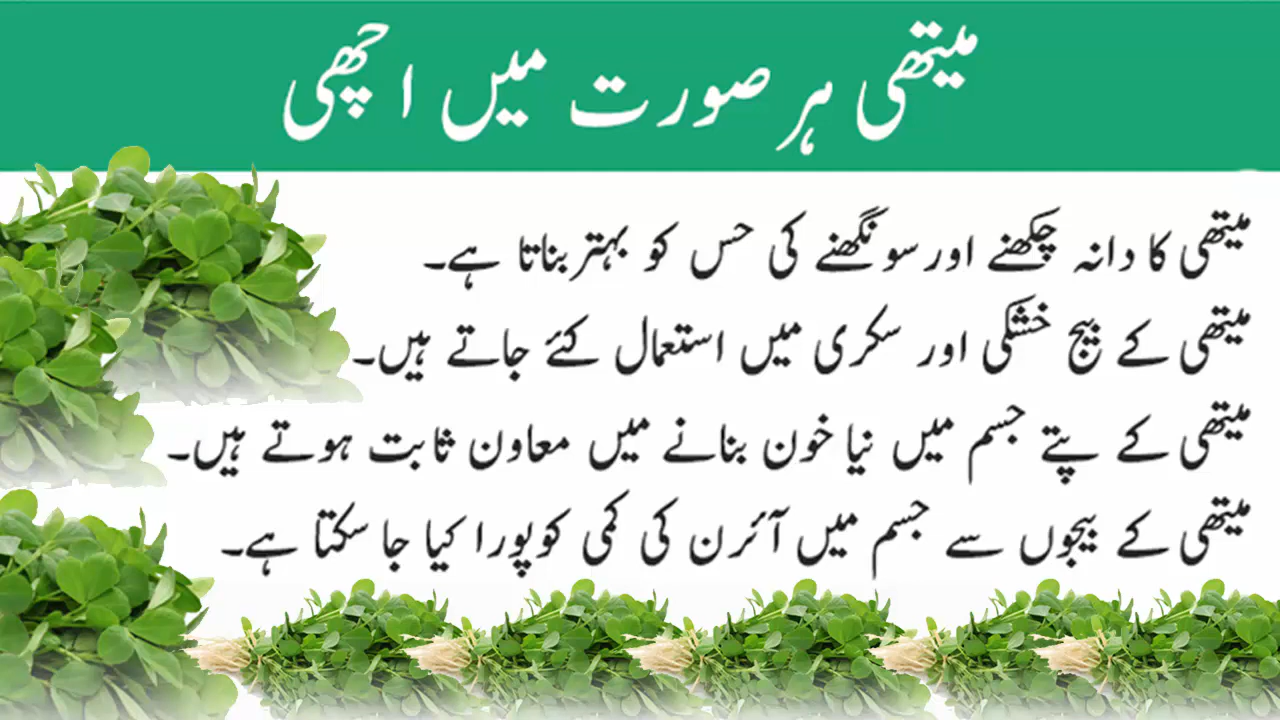 میتھی ہر صورت میں اچھی
میتھی کا دانہ چکھنے اور سونگھنے کی حس کو بہتر بناتا ہے۔
میتھی کے بیج خشکی اور سکری میں استعمال کئے جاتے ہیں۔
میتھی کے پتے جسم میں نیا خون بنانے میں معاون ثابت ہوتے ہیں۔
میتھی کے بیجوں سے جسم میں آئرن کی کمی کو پورا کیا جا سکتا ہے۔